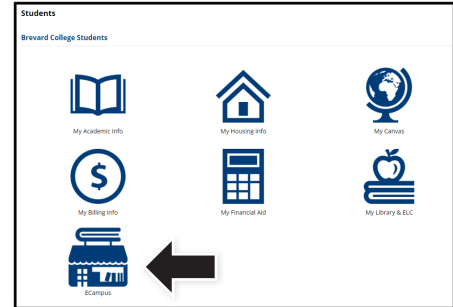 Students
Brevard College Students
My Academic Info
My Housing Info
My Canvas
$
My Billing Info
My Financial Aid
My Library & ELC
ECampus